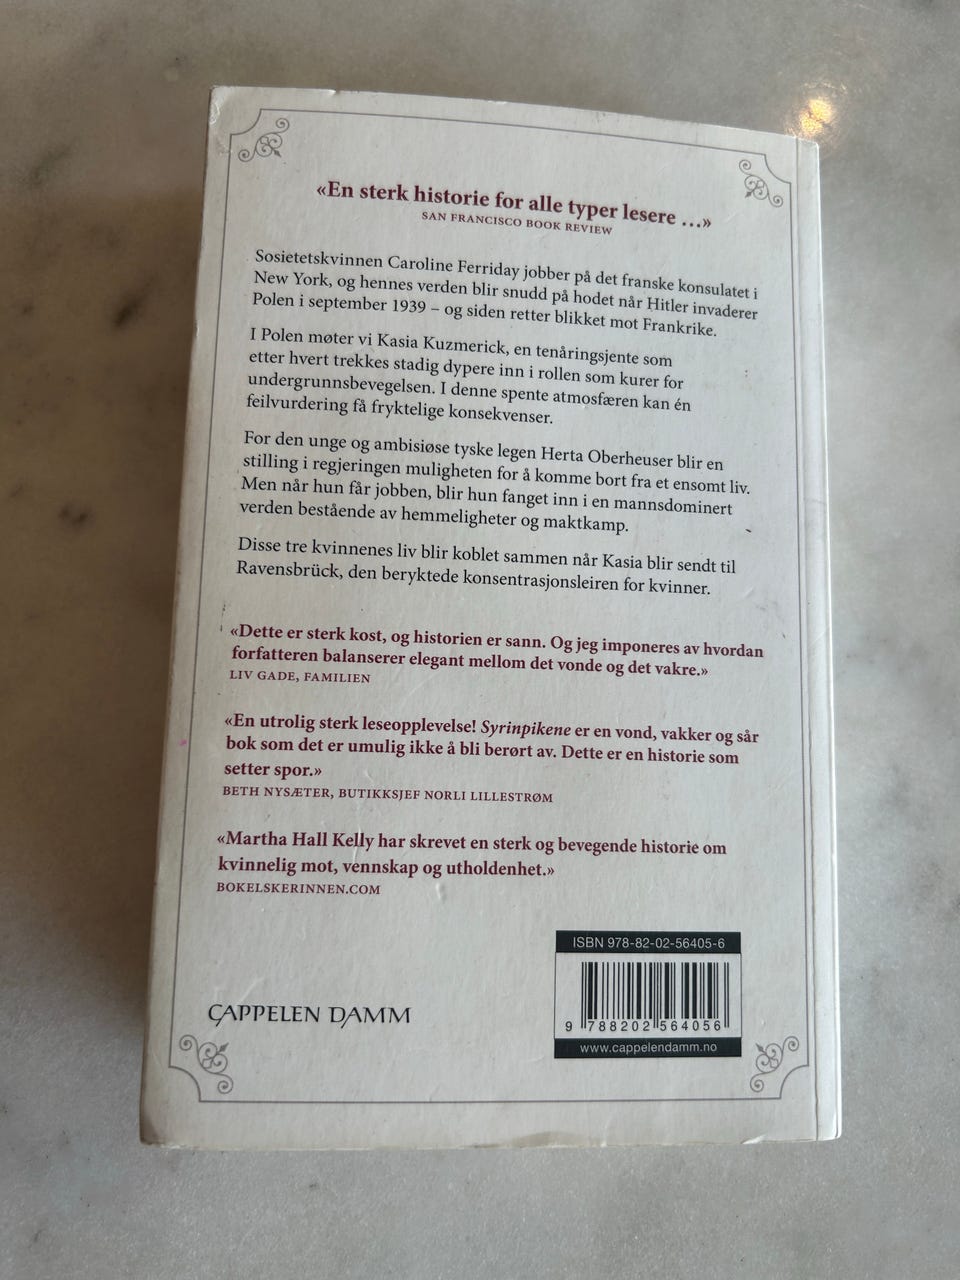 «En sterk historie for alle typer lesere ...»
SAN FRANCISCO BOOK REVIEW
Sosietetskvinnen Caroline Ferriday jobber på det franske konsulatet i
New York, og hennes verden blir snudd på hodet når Hitler invaderer
Polen i september 1939 – og siden retter blikket mot Frankrike.
I Polen møter vi Kasia Kuzmerick, en tenåringsjente som
etter hvert trekkes stadig dypere inn i rollen som kurer for
undergrunnsbevegelsen. I denne spente atmosfæren kan én
feilvurdering få fryktelige konsekvenser.
For den unge og ambisiøse tyske legen Herta Oberheuser blir en
stilling i regjeringen muligheten for å komme bort fra et ensomt liv.
Men når hun får jobben, blir hun fanget inn i en mannsdominert
verden bestående av hemmeligheter og maktkamp.
Disse tre kvinnenes liv blir koblet sammen når Kasia blir sendt til
Ravensbrück, den beryktede konsentrasjonsleiren for kvinner.
«Dette er sterk kost, og historien er sann. Og jeg imponeres av hvordan
forfatteren balanserer elegant mellom det vonde og det vakre.»
LIV GADE, FAMILIEN
«En utrolig sterk leseopplevelse! Syrinpikene er en vond, vakker og sår
bok som det er umulig ikke å bli berørt av. Dette er en historie som
setter spor.»
BETH NYSÆTER, BUTIKKSJEF NORLI LILLESTRØM
«Martha Hall Kelly har skrevet en sterk og bevegende historie om
kvinnelig mot, vennskap og utholdenhet.»
BOKELSKERINNEN.COM
ISBN 978-82-02-56405-6
9 788202 564056
www.cappelendamm.no
CAPPELEN DAMM